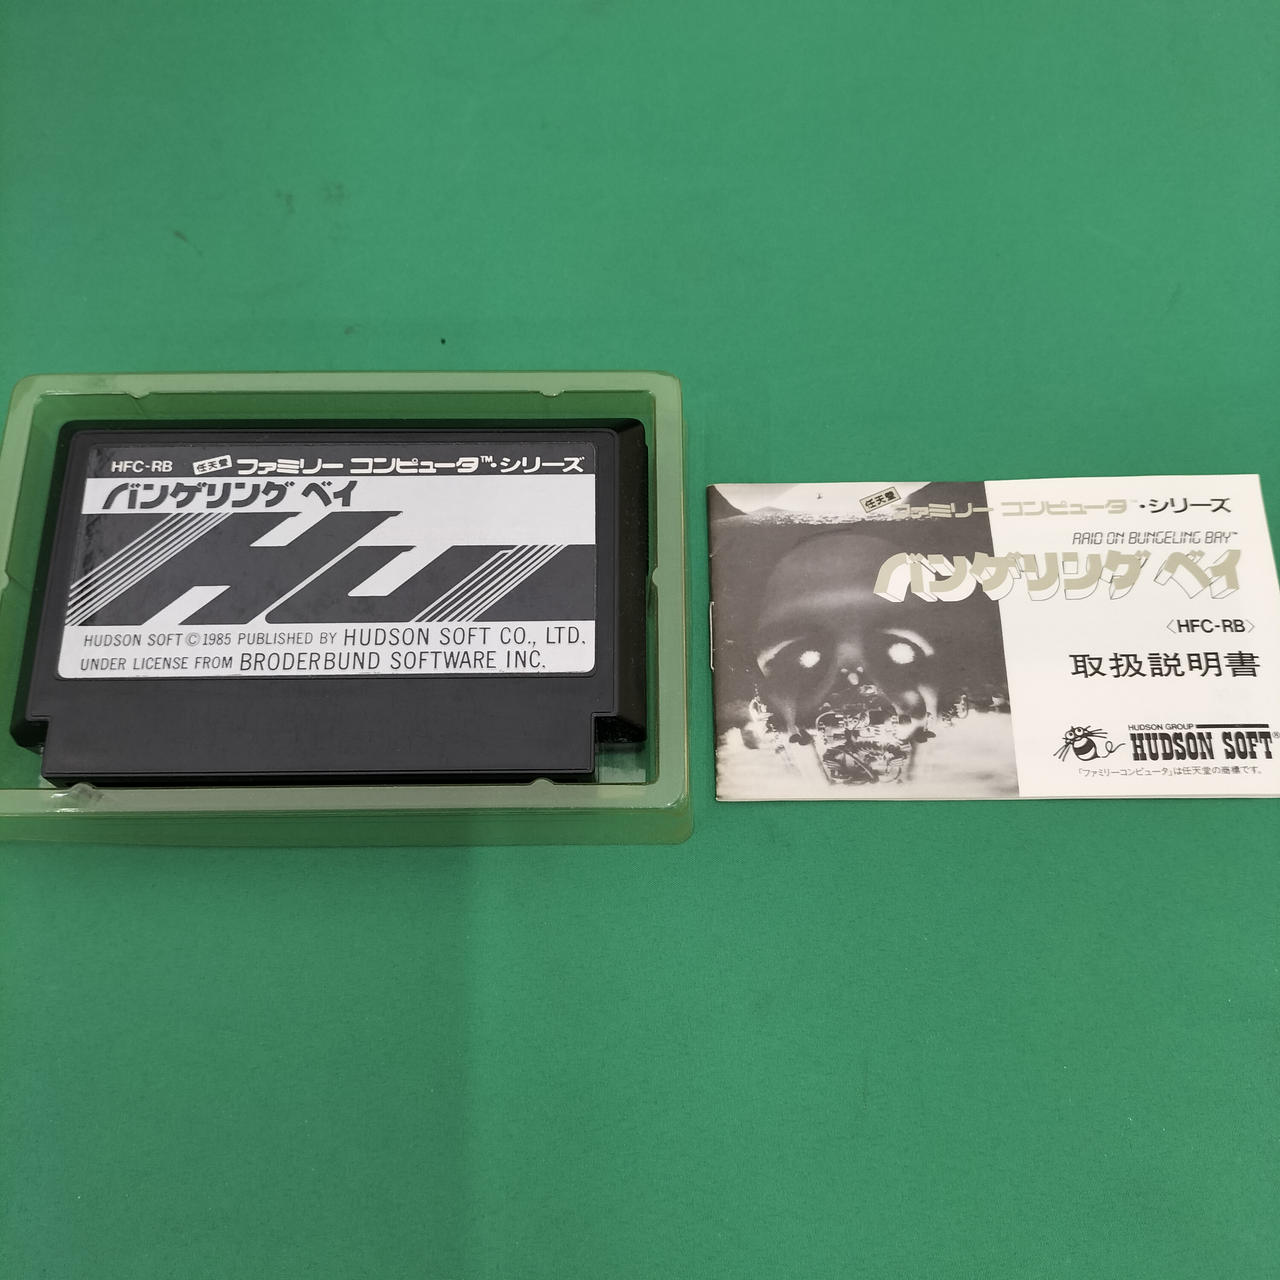 HFC-RB 任天堂 ファミリー コンピュータ™・シリーズ
バンゲリング ベイ
HUDSON SOFT ©1985 PUBLISHED BY HUDSON SOFT CO., LTD.
UNDER LICENSE FROM BRODERBUND SOFTWARE INC.
任天堂 ファミリー コンピュータ™・シリーズ
RAID ON BUNGELING BAY™
バンゲリング ベイ
〈HFC-RB〉
取扱説明書
HUDSON GROUP
HUDSON SOFT®
「ファミリーコンピュータ」は任天堂の商標です。